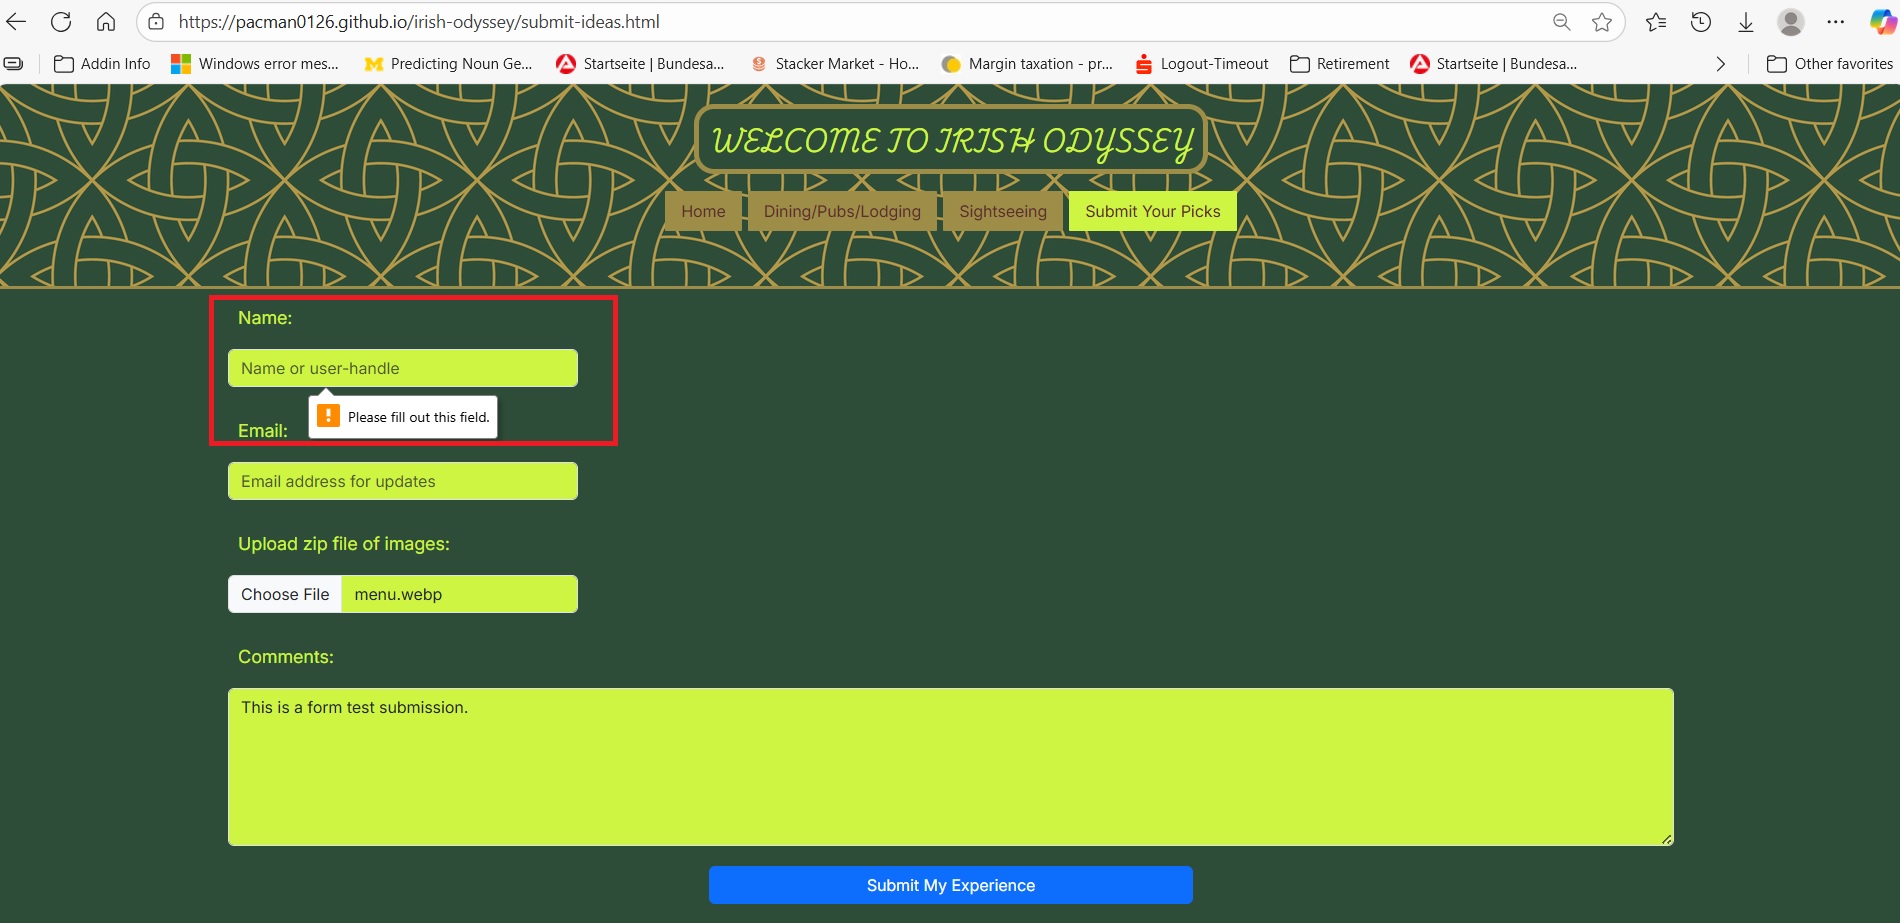 https://pacman0126.github.io/irish-odyssey/submit-ideas.html
Addin Info Windows error mes... Predicting Noun Ge... Startseite | Bundesa... Stacker Market - Ho... Margin taxation - pr... Logout-Timeout Retirement Startseite | Bundesa... Other favorites
WELCOME TO IRISH ODYSSEY
Home Dining/Pubs/Lodging Sightseeing Submit Your Picks
Name:
Name or user-handle
Please fill out this field.
Email:
Email address for updates
Upload zip file of images:
Choose File menu.webp
Comments:
This is a form test submission.
Submit My Experience